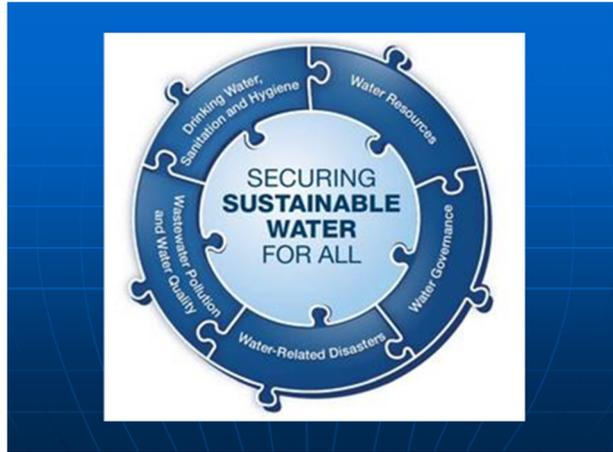 SECURING
SUSTAINABLE
WATER
FOR ALL
Drinking Water,
Sanitation and Hygiene
Water Resources
Water Governance
Water-Related Disasters
Wastewater Pollution
and Water Quality